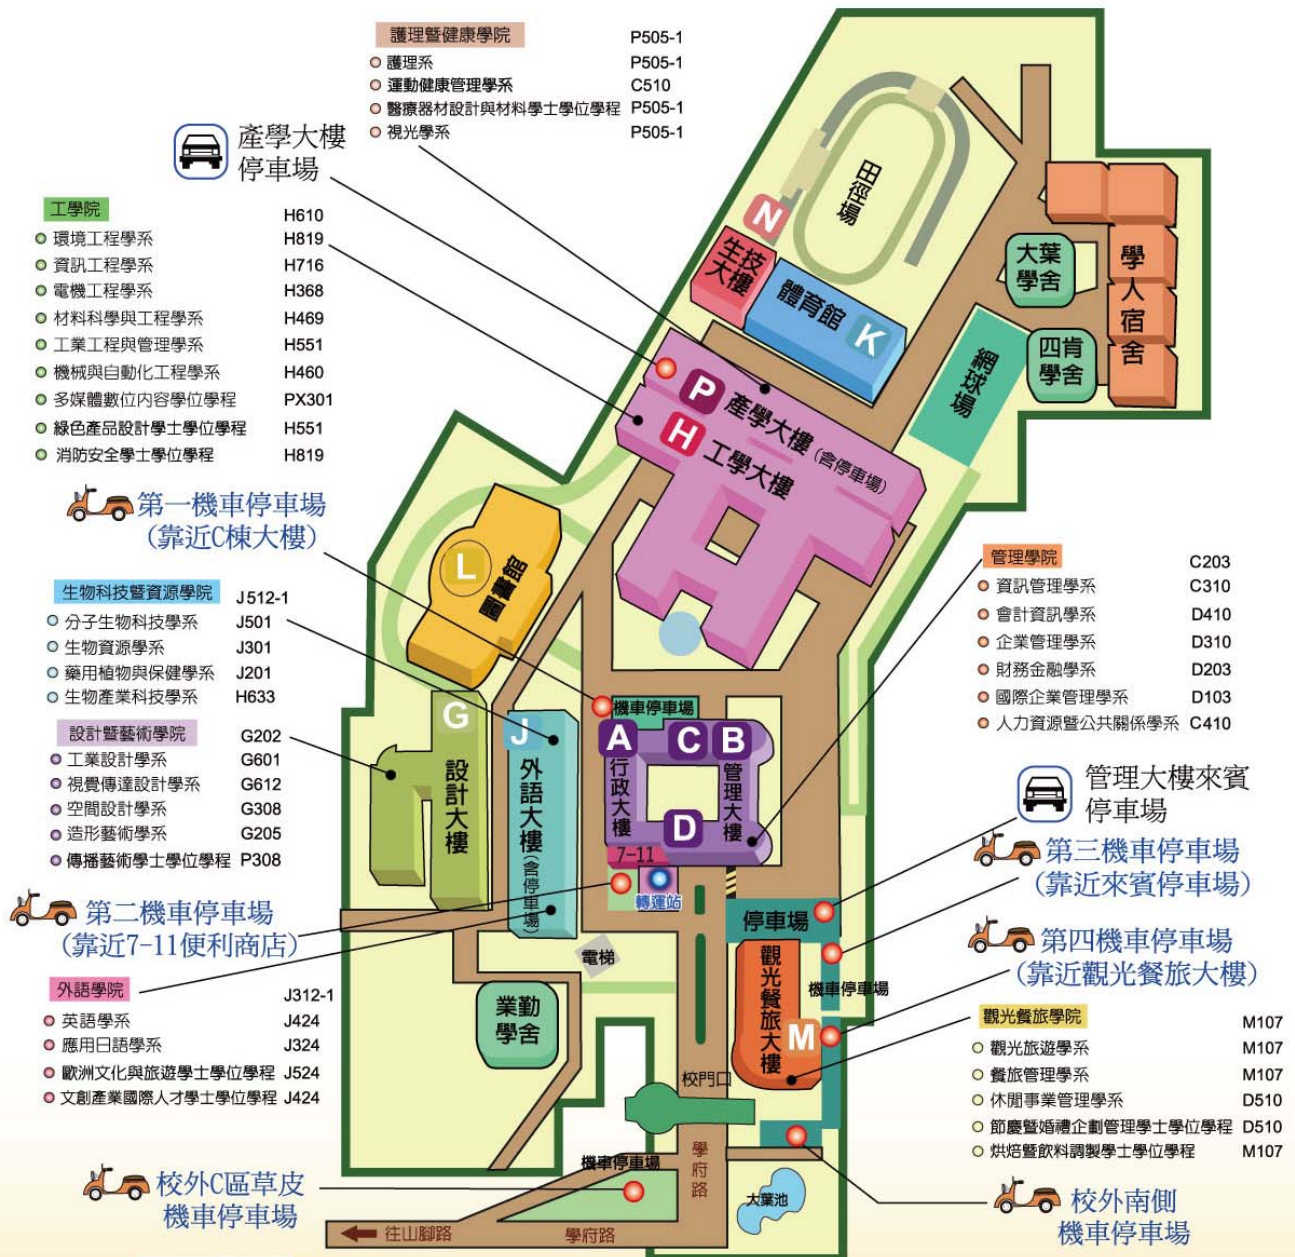 護理暨健康學院 P505-1
護理系 P505-1
運動健康管理學系 C510
醫療器材設計與材料學士學位學程 P505-1
視光學系 P505-1
產學大樓
停車場
工學院 H610
環境工程學系 H819
資訊工程學系 H716
電機工程學系 H368
材料科學與工程學系 H469
工業工程與管理學系 H551
機械與自動化工程學系 H460
多媒體數位內容學位學程 PX301
綠色產品設計學士學位學程 H551
消防安全學士學位學程 H819
第一機車停車場
(靠近C棟大樓)
生物科技暨資源學院 J512-1
分子生物科技學系 J501
生物資源學系 J301
藥用植物與保健學系 J201
生物產業科技學系 H633
設計暨藝術學院 G202
工業設計學系 G601
視覺傳達設計學系 G612
空間設計學系 G308
造形藝術學系 G205
傳播藝術學士學位學程 P308
第二機車停車場
(靠近7-11便利商店)
外語學院 J312-1
英語學系 J424
應用日語學系 J324
歐洲文化與旅遊學士學位學程 J524
文創產業國際人才學士學位學程 J424
校外C區草皮
機車停車場
田徑場
N
生技
大樓
體育館
K
大葉
學舍
學人宿舍
四肯
學舍
網球場
P
產學大樓(含停車場)
H
工學大樓
L
圖書館
G
設計大樓
J
外語大樓(含停車場)
機車停車場
A
行政大樓
C
B
管理大樓
D
7-11
轉運站
電梯
業勤
學舍
停車場
觀光餐旅大樓
M
機車停車場
校門口
機車停車場
學府路
大葉池
往山腳路
學府路
管理學院 C203
資訊管理學系 C310
會計資訊學系 D410
企業管理學系 D310
財務金融學系 D203
國際企業管理學系 D103
人力資源暨公共關係學系 C410
管理大樓來賓
停車場
第三機車停車場
(靠近來賓停車場)
第四機車停車場
(靠近觀光餐旅大樓)
觀光餐旅學院 M107
觀光旅遊學系 M107
餐旅管理學系 M107
休閒事業管理學系 D510
節慶暨婚禮企劃管理學士學位學程 D510
烘焙暨飲料調製學士學位學程 M107
校外南側
機車停車場